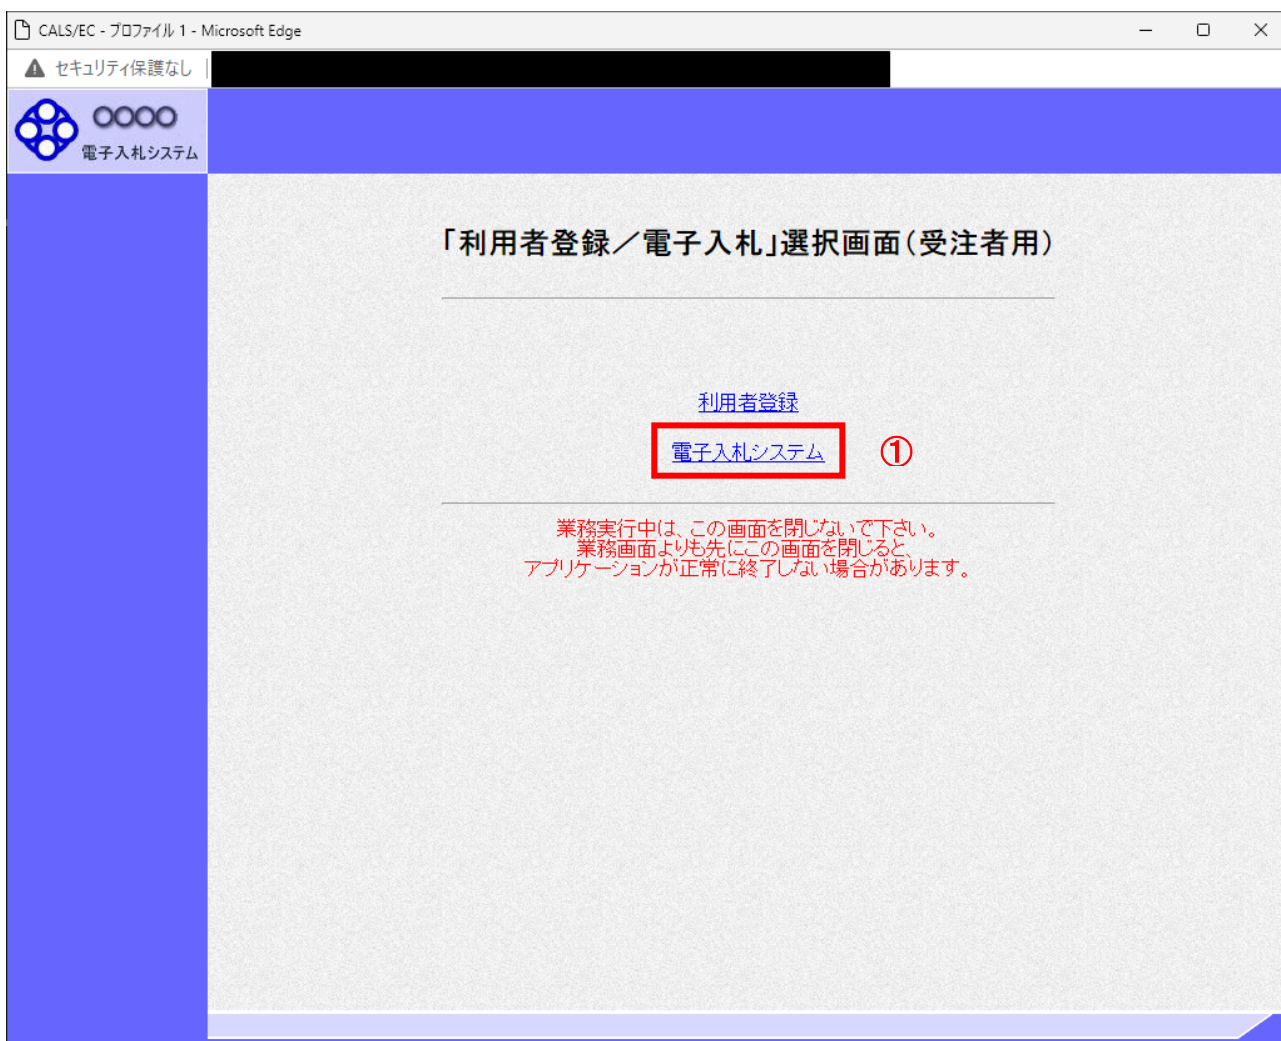 CALS/EC - プロファイル 1 - Microsoft Edge
セキュリティ保護なし
○○○○
電子入札システム
「利用者登録／電子入札」選択画面（受注者用）
利用者登録
電子入札システム ①
業務実行中は、この画面を閉じないで下さい。
業務画面よりも先にこの画面を閉じると、
アプリケーションが正常に終了しない場合があります。